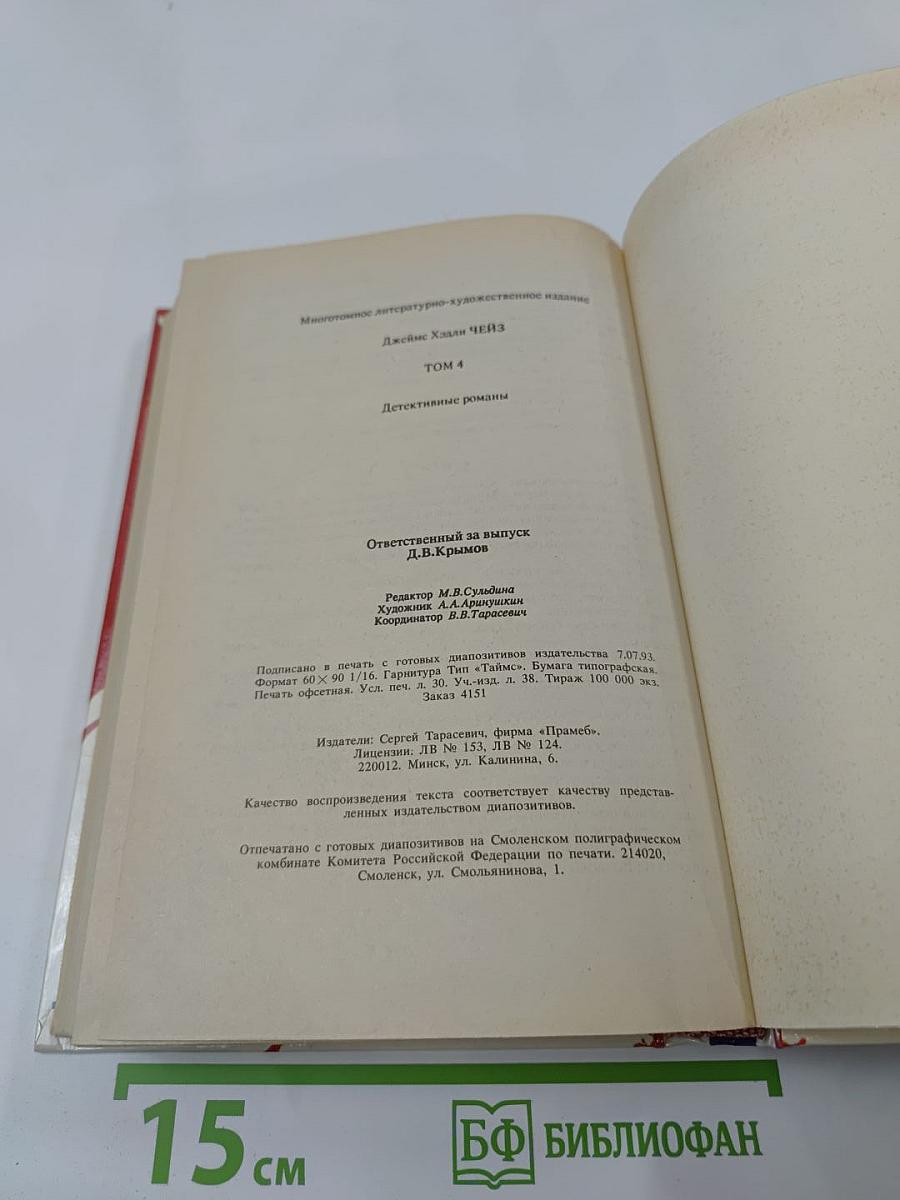 Многотомное литературно-художественное издание
Джеймс Хэдли ЧЕЙЗ
ТОМ 4
Детективные романы
Ответственный за выпуск
Д.В.Крымов
Редактор М.В.Сульдина
Художник А.А.Аринушкин
Координатор В.В.Тарасевич
Подписано в печать с готовых диапозитивов издательства 7.07.93.
Формат 60×90 1/16. Гарнитура Тип «Таймс». Бумага типографская.
Печать офсетная. Усл. печ. л. 30. Уч.-изд. л. 38. Тираж 100 000 экз.
Заказ 4151
Издатели: Сергей Тарасевич, фирма «Прамеб».
Лицензии: ЛВ № 153, ЛВ № 124.
220012. Минск, ул. Калинина, 6.
Качество воспроизведения текста соответствует качеству представ-
ленных издательством диапозитивов.
Отпечатано с готовых диапозитивов на Смоленском полиграфическом
комбинате Комитета Российской Федерации по печати. 214020,
Смоленск, ул. Смольянинова, 1.
15 см
БФ БИБЛИОФАН